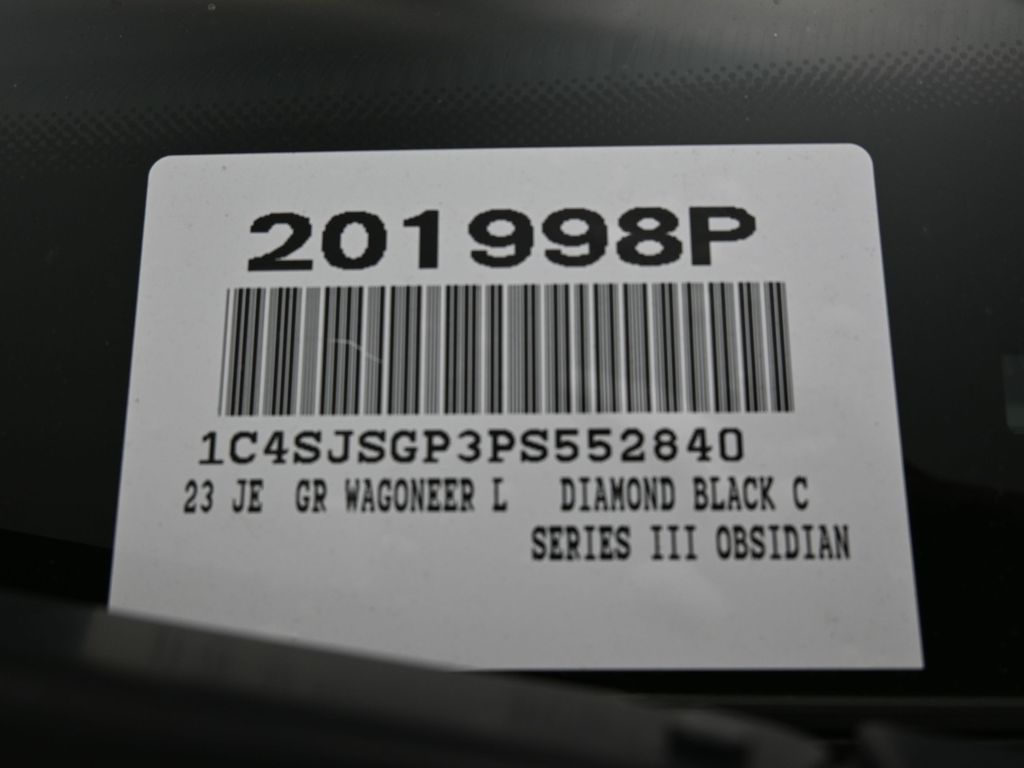 201998P
1C4SJSGP3PS552840
23 JE GR WAGONEER L DIAMOND BLACK C
SERIES III OBSIDIAN